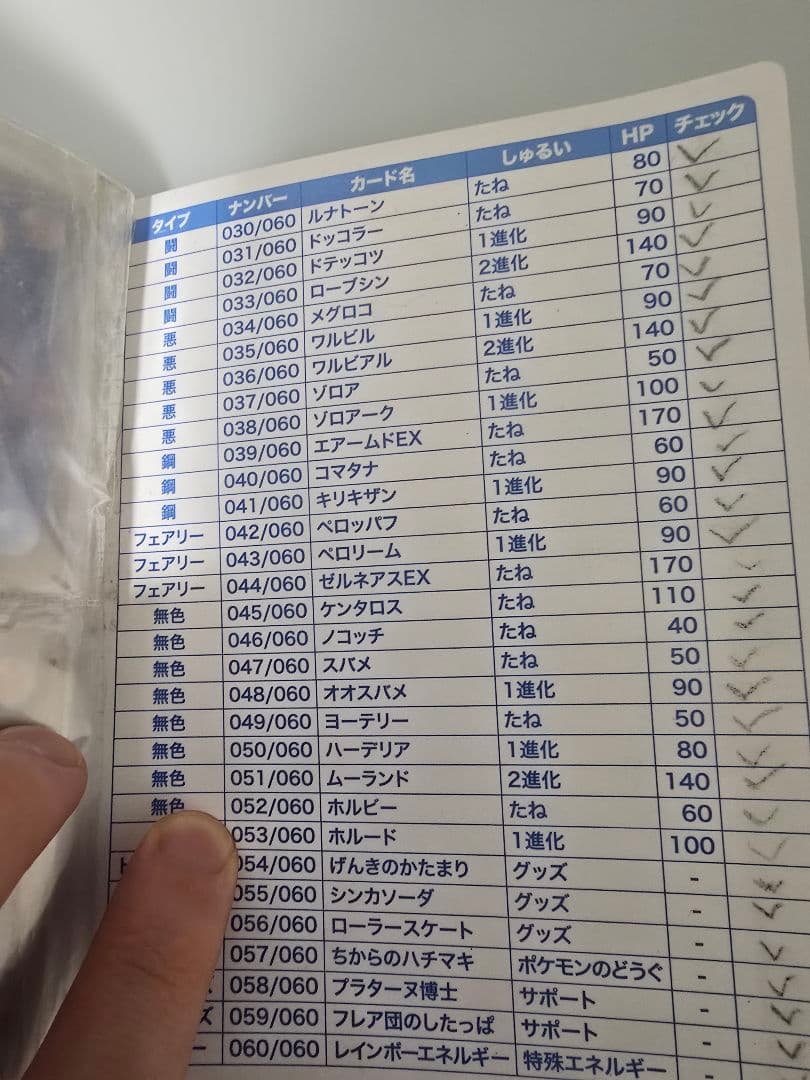 タイプ ナンバー カード名 しゅるい HP チェック
闘 030/060 ルナトーン たね 80 ✓
闘 031/060 ドッコラー たね 70 ✓
闘 032/060 ドテッコツ 1進化 90 ✓
闘 033/060 ローブシン 2進化 140 ✓
悪 034/060 メグロコ たね 70 ✓
悪 035/060 ワルビル 1進化 90 ✓
悪 036/060 ワルビアル 2進化 140 ✓
悪 037/060 ゾロア たね 50 ✓
悪 038/060 ゾロアーク 1進化 100 ✓
鋼 039/060 エアームドEX たね 170 ✓
鋼 040/060 コマタナ たね 60 ✓
鋼 041/060 キリキザン 1進化 90 ✓
フェアリー 042/060 ペロッパフ たね 60 ✓
フェアリー 043/060 ペロリーム 1進化 90 ✓
フェアリー 044/060 ゼルネアスEX たね 170 ✓
無色 045/060 ケンタロス たね 110 ✓
無色 046/060 ノコッチ たね 40 ✓
無色 047/060 スバメ たね 50 ✓
無色 048/060 オオスバメ 1進化 90 ✓
無色 049/060 ヨーテリー たね 50 ✓
無色 050/060 ハーデリア 1進化 80 ✓
無色 051/060 ムーランド 2進化 140 ✓
無色 052/060 ホルビー たね 60 ✓
053/060 ホルード 1進化 100 ✓
054/060 げんきのかたまり グッズ - ✓
055/060 シンカソーダ グッズ - ✓
056/060 ローラースケート グッズ - ✓
057/060 ちからのハチマキ ポケモンのどうぐ - ✓
058/060 プラターヌ博士 サポート - ✓
059/060 フレア団のしたっぱ サポート - ✓
060/060 レインボーエネルギー 特殊エネルギー -